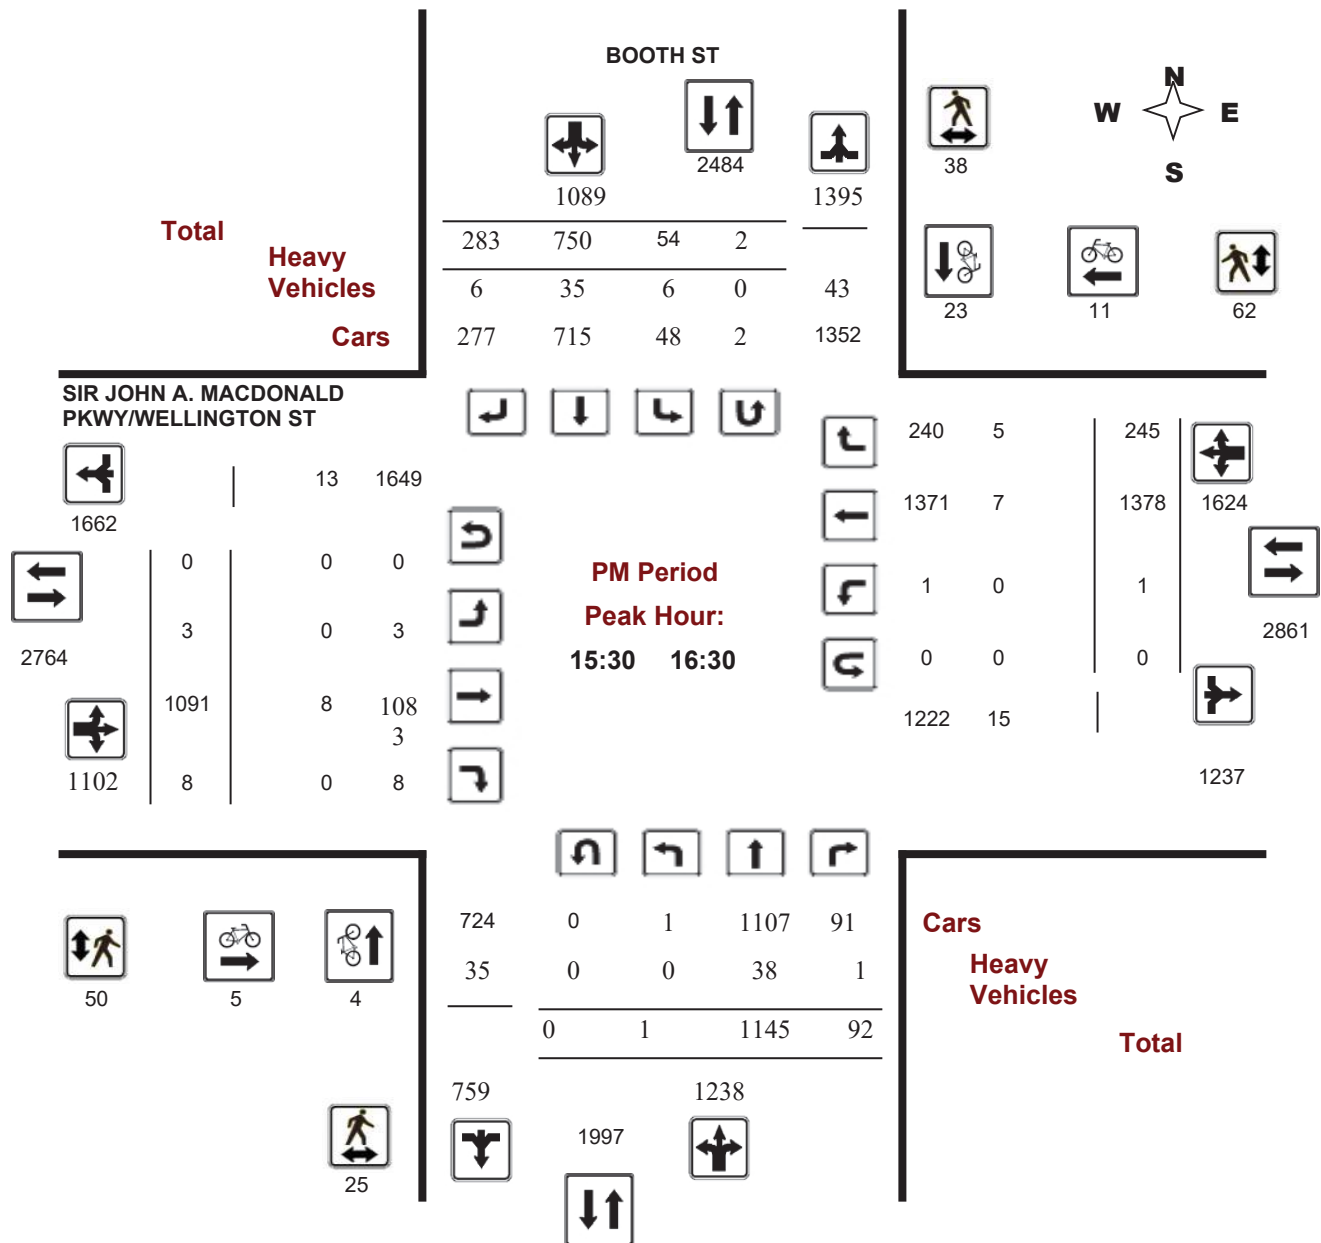 BOOTH ST
N
W E
S
2484
38
1089 1395
Total
283 750 54 2
Heavy
Vehicles
6 35 6 0 43
23 11 62
Cars
277 715 48 2 1352
SIR JOHN A. MACDONALD
PKWY/WELLINGTON ST
240 5 245
13 1649
1371 7 1378 1624
1662
0 0 0
PM Period
1 0 1
Peak Hour:
3 0 3
2861
2764
15:30 16:30
0 0 0
1091 8 108
3
1222 15
1102 8 0 8
1237
724 0 1 1107 91
Cars
35 0 0 38 1
Heavy
Vehicles
50 5 4
0 1 1145 92
Total
759 1238
1997
25